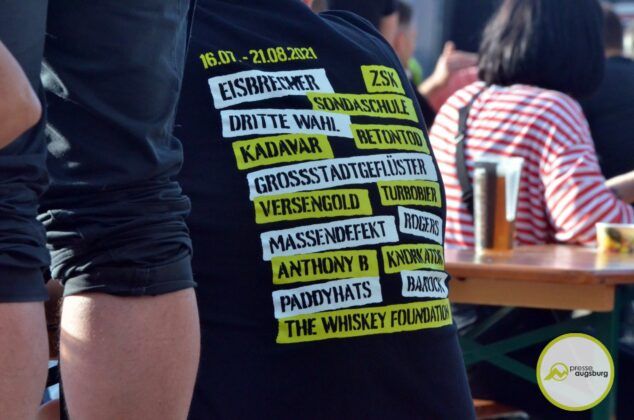 16.07. - 21.08.2021
EISBRECHER
ZSK
SONDASCHULE
DRITTE WAHL
BETONTOD
KADAVAR
GROSSSTADTGEFLÜSTER
VERSENGOLD
TURBOBIER
ROGERS
MASSENDEFEKT
ANTHONY B
KNORKATOR
PADDYHATS
BAROCK
THE WHISKEY FOUNDATION
presse
augsburg